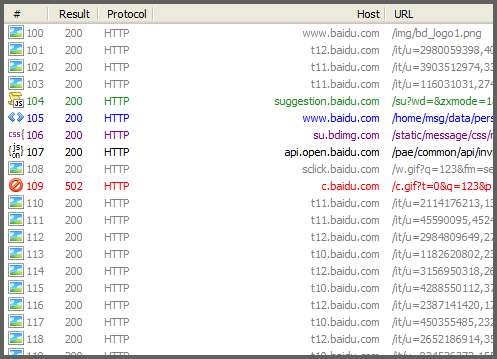 # Result Protocol Host URL
100 200 HTTP www.baidu.com /img/bd_logo1.png
101 200 HTTP t12.baidu.com /it/u=2980059398,40
102 200 HTTP t11.baidu.com /it/u=3903512974,33
103 200 HTTP t11.baidu.com /it/u=116031031,274
JS 104 200 HTTP suggestion.baidu.com /su?wd=&zxmode=1&
105 200 HTTP www.baidu.com /home/msg/data/pers
css 106 200 HTTP su.bdimg.com /static/message/css/m
{js on} 107 200 HTTP api.open.baidu.com /pae/common/api/invi
108 200 HTTP sclick.baidu.com /w.gif?q=123&fm=se
109 502 HTTP c.baidu.com /c.gif?t=0&q=123&p
110 200 HTTP t11.baidu.com /it/u=2114176213,13
111 200 HTTP t11.baidu.com /it/u=45590095,4524
112 200 HTTP t12.baidu.com /it/u=2984809649,27
113 200 HTTP t10.baidu.com /it/u=1182620802,23
114 200 HTTP t12.baidu.com /it/u=3156950318,26
115 200 HTTP t10.baidu.com /it/u=4288550112,37
116 200 HTTP t12.baidu.com /it/u=2387141420,17
117 200 HTTP t10.baidu.com /it/u=450355485,232
118 200 HTTP t12.baidu.com /it/u=2652186914,35
200 HTTP t10.baidu.com